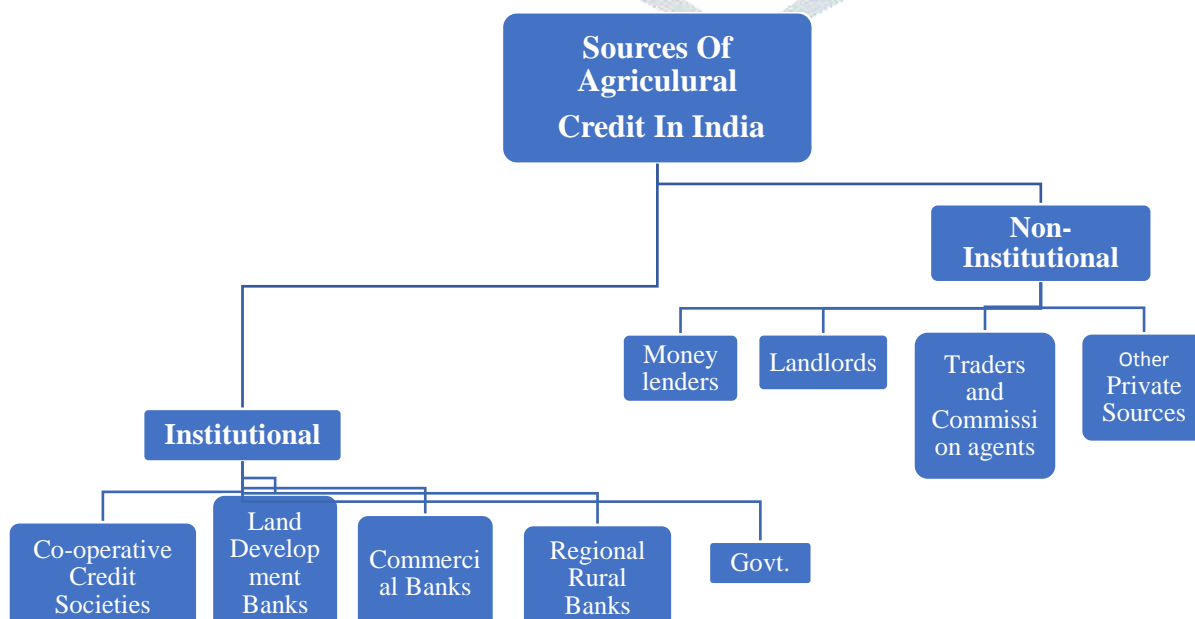 Sources Of
Agriculural
Credit In India
Non-
Institutional
Money
lenders
Landlords
Traders
and
Commissi
on agents
Other
Private
Sources
Institutional
Co-operative
Credit
Societies
Land
Develop
ment
Banks
Commerci
al Banks
Regional
Rural
Banks
Govt.